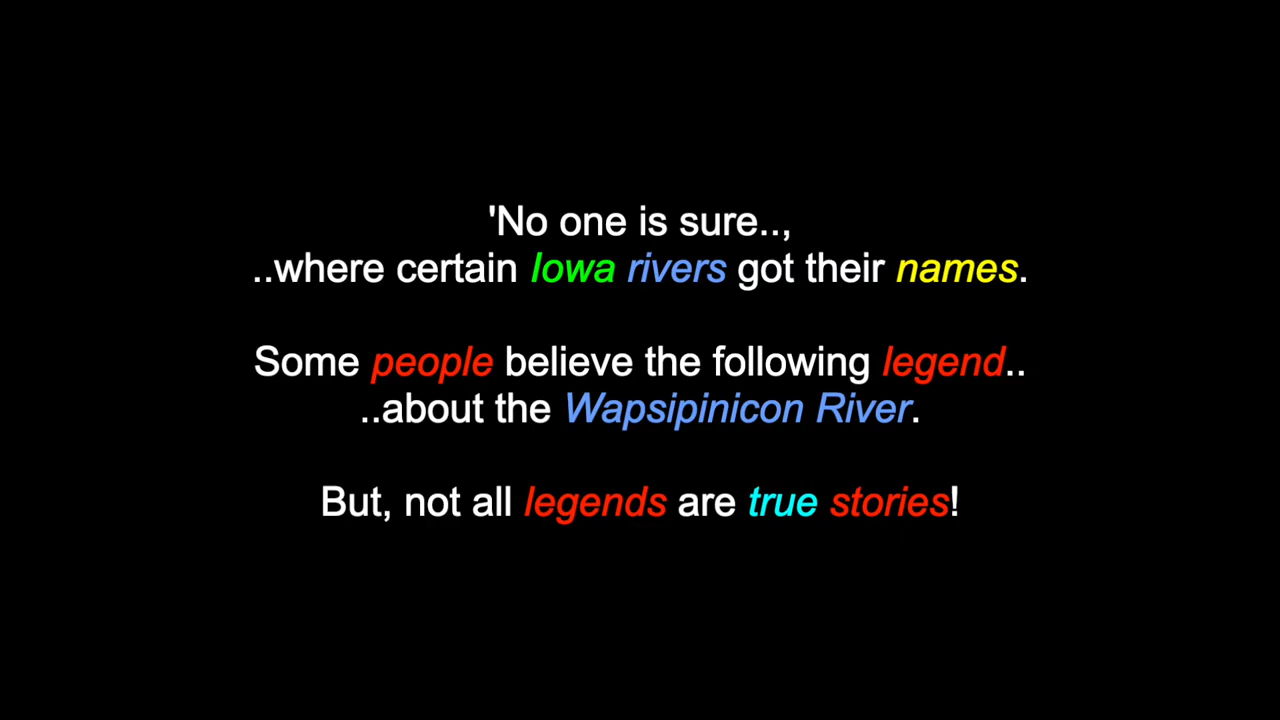 'No one is sure..,
..where certain Iowa rivers got their names.
Some people believe the following legend..
..about the Wapsipinicon River.
But, not all legends are true stories!